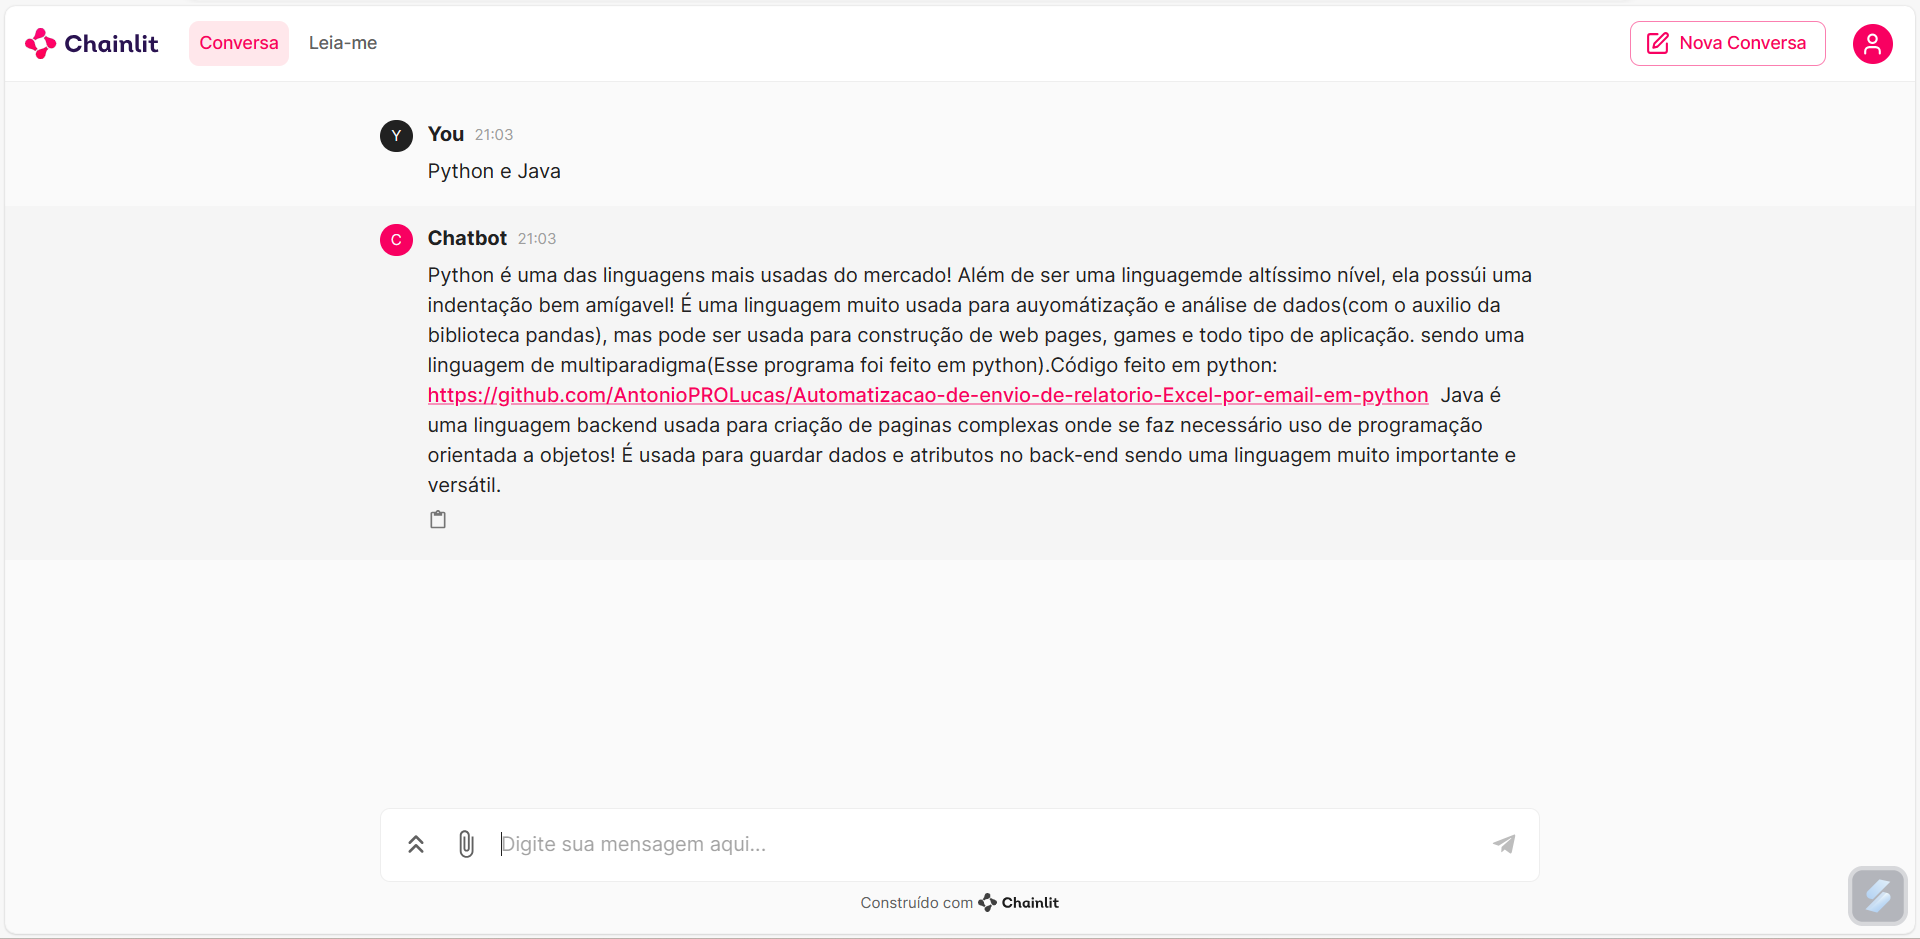 Chainlit Conversa Leia-me Nova Conversa
Y You 21:03
Python e Java
C Chatbot 21:03
Python é uma das linguagens mais usadas do mercado! Além de ser uma linguagemde altíssimo nível, ela possúi uma
indentação bem amígavel! É uma linguagem muito usada para auyomátização e análise de dados(com o auxilio da
biblioteca pandas), mas pode ser usada para construção de web pages, games e todo tipo de aplicação. sendo uma
linguagem de multiparadigma(Esse programa foi feito em python).Código feito em python:
https://github.com/AntonioPROLucas/Automatizacao-de-envio-de-relatorio-Excel-por-email-em-python Java é
uma linguagem backend usada para criação de paginas complexas onde se faz necessário uso de programação
orientada a objetos! É usada para guardar dados e atributos no back-end sendo uma linguagem muito importante e
versátil.
Digite sua mensagem aqui...
Construído com Chainlit